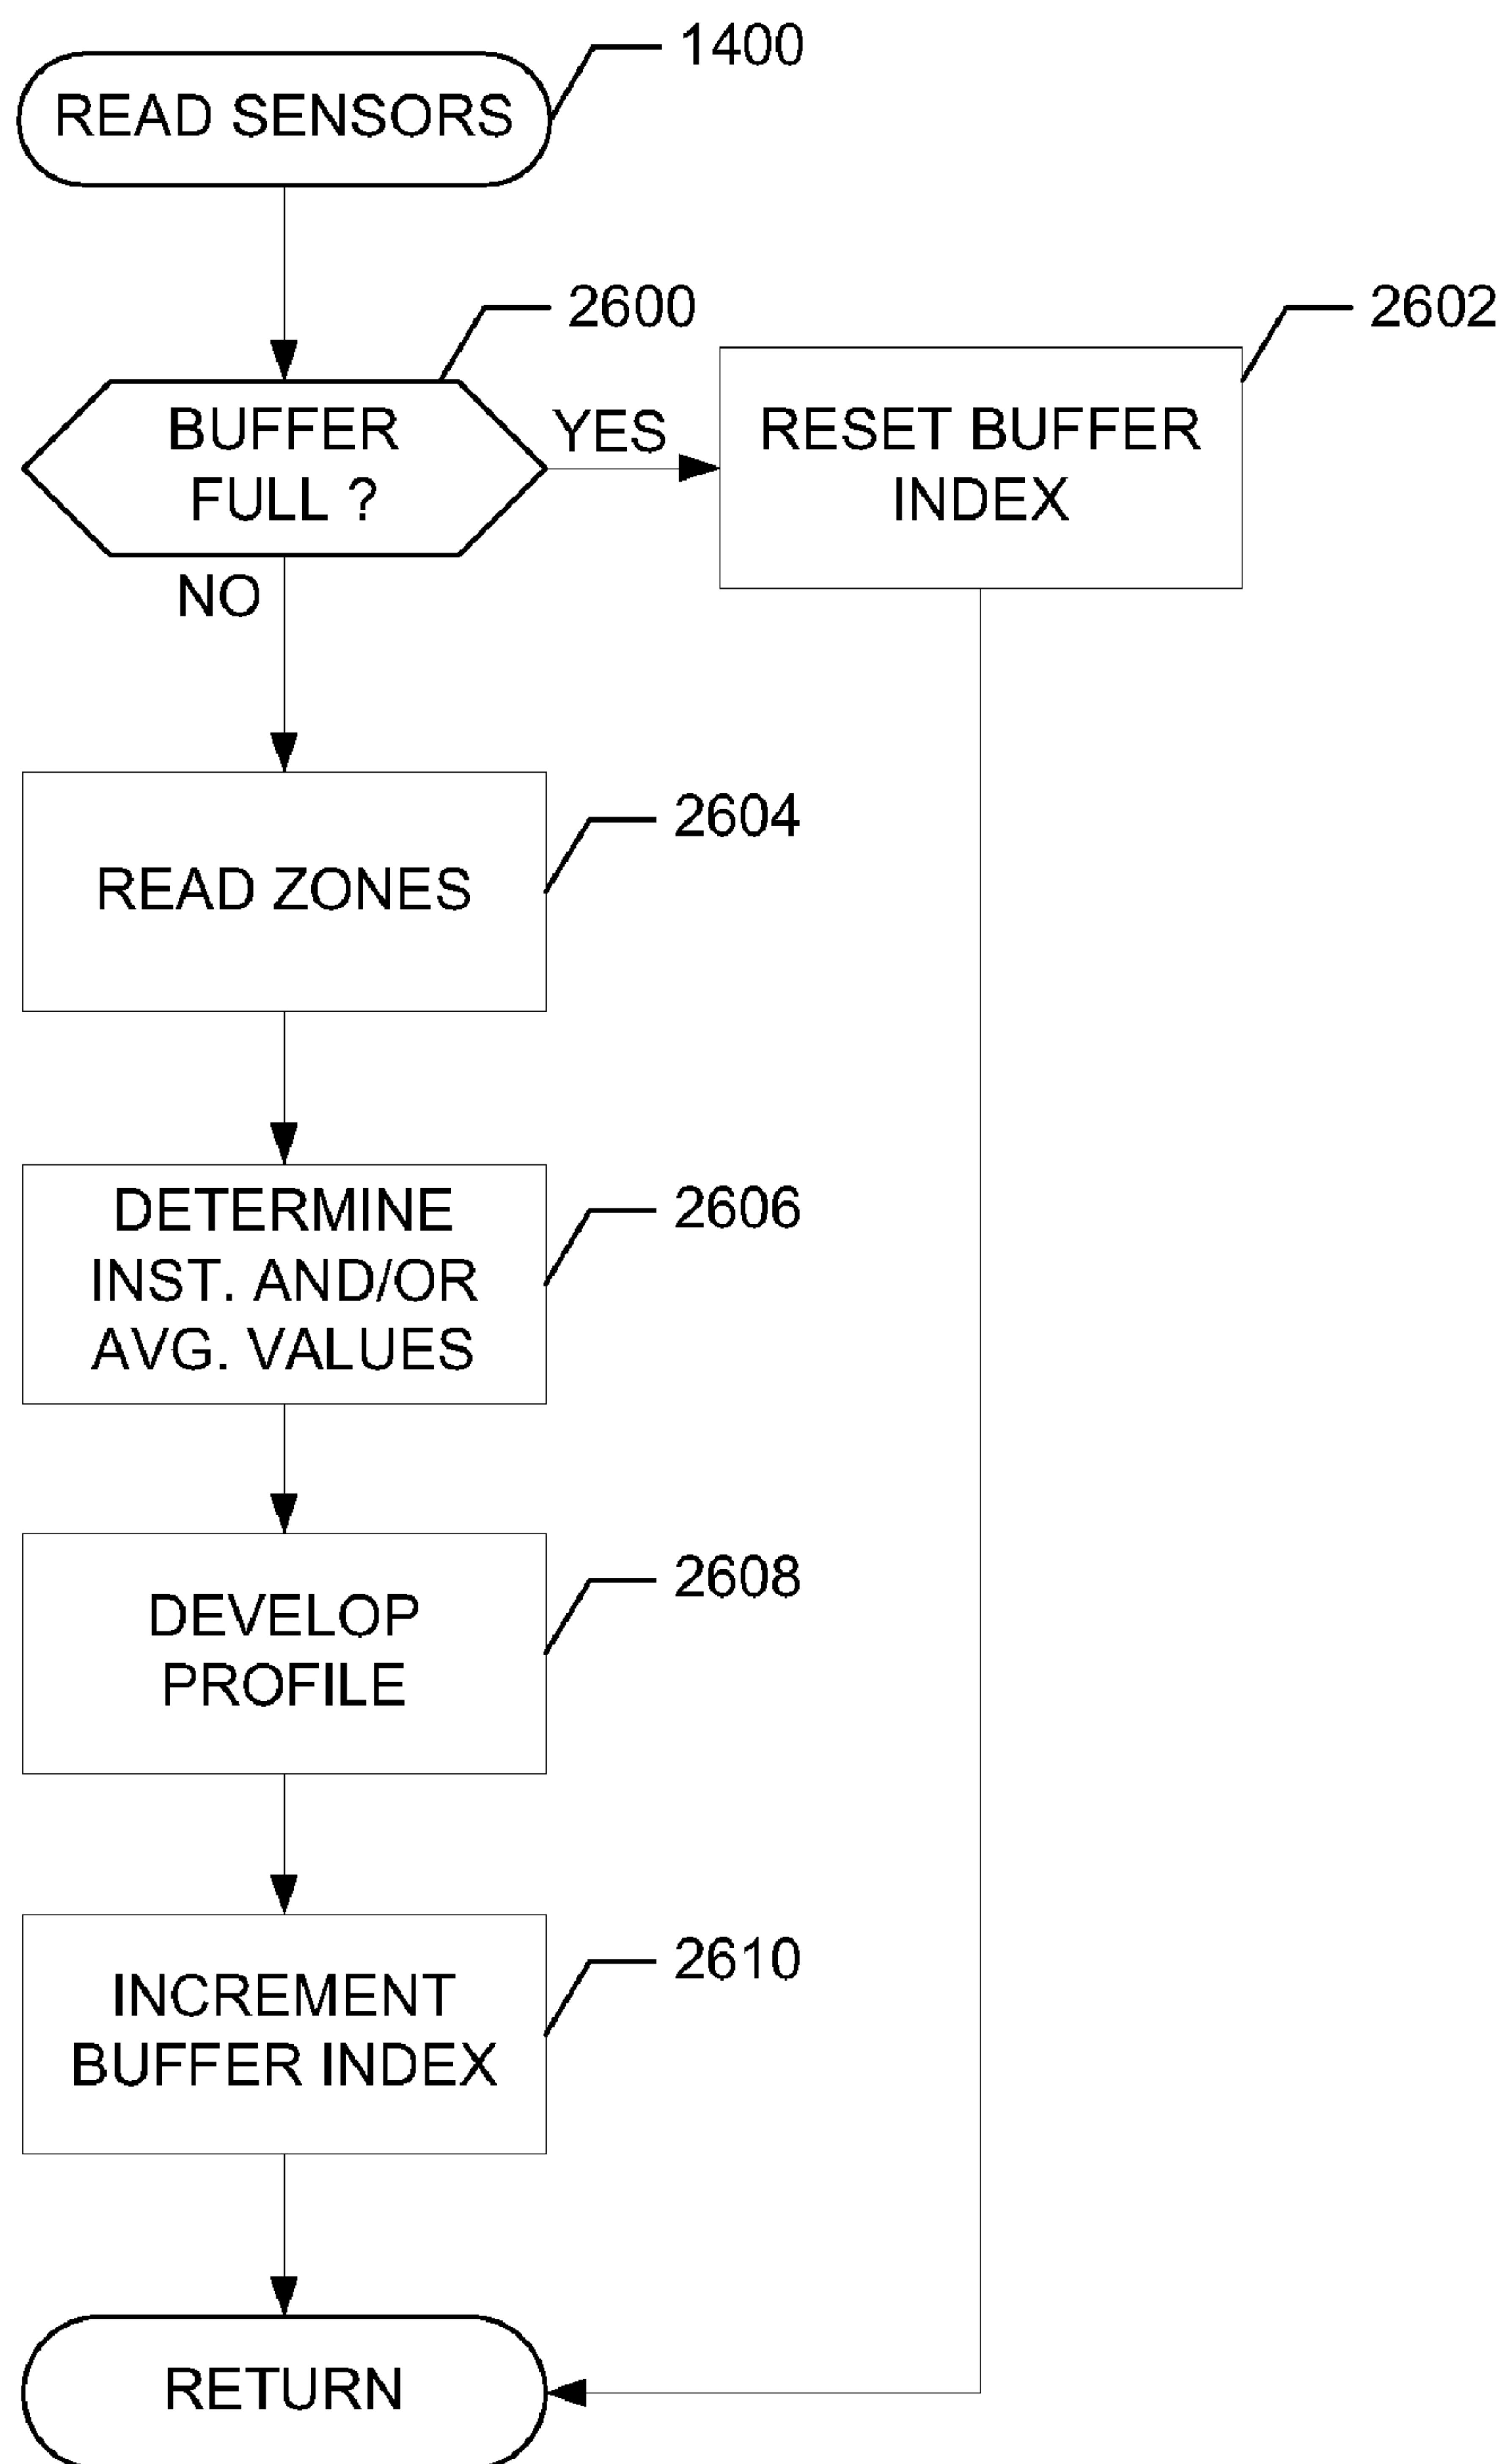 1400
READ SENSORS
2600
2602
BUFFER
FULL ?
YES
RESET BUFFER
INDEX
NO
2604
READ ZONES
2606
DETERMINE
INST. AND/OR
AVG. VALUES
2608
DEVELOP
PROFILE
2610
INCREMENT
BUFFER INDEX
RETURN